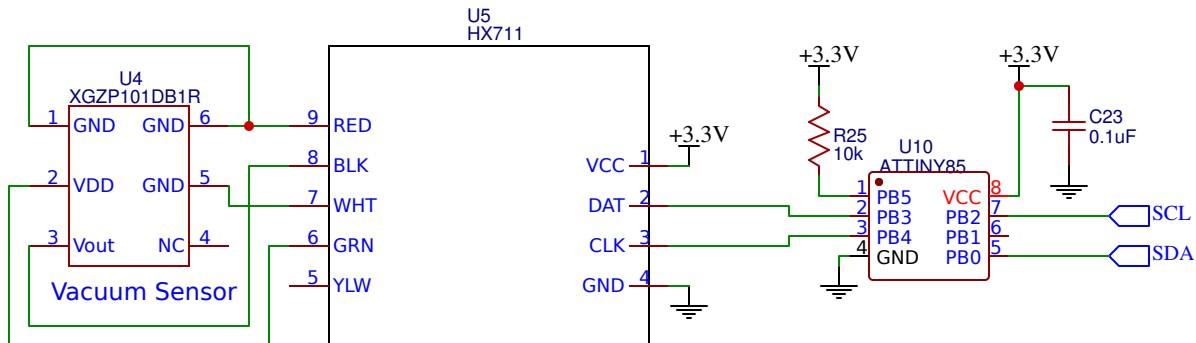 U4
XGZP101DB1R
1 GND GND 6
2 VDD GND 5
3 Vout NC 4
Vacuum Sensor
U5
HX711
9 RED
8 BLK
7 WHT
6 GRN
5 YLW
VCC 1
DAT 2
CLK 3
GND 4
+3.3V
+3.3V
R25
10k
+3.3V
C23
0.1uF
U10
ATTINY85
1 PB5 VCC 8
2 PB3 PB2 7
3 PB4 PB1 6
4 GND PB0 5
SCL
SDA